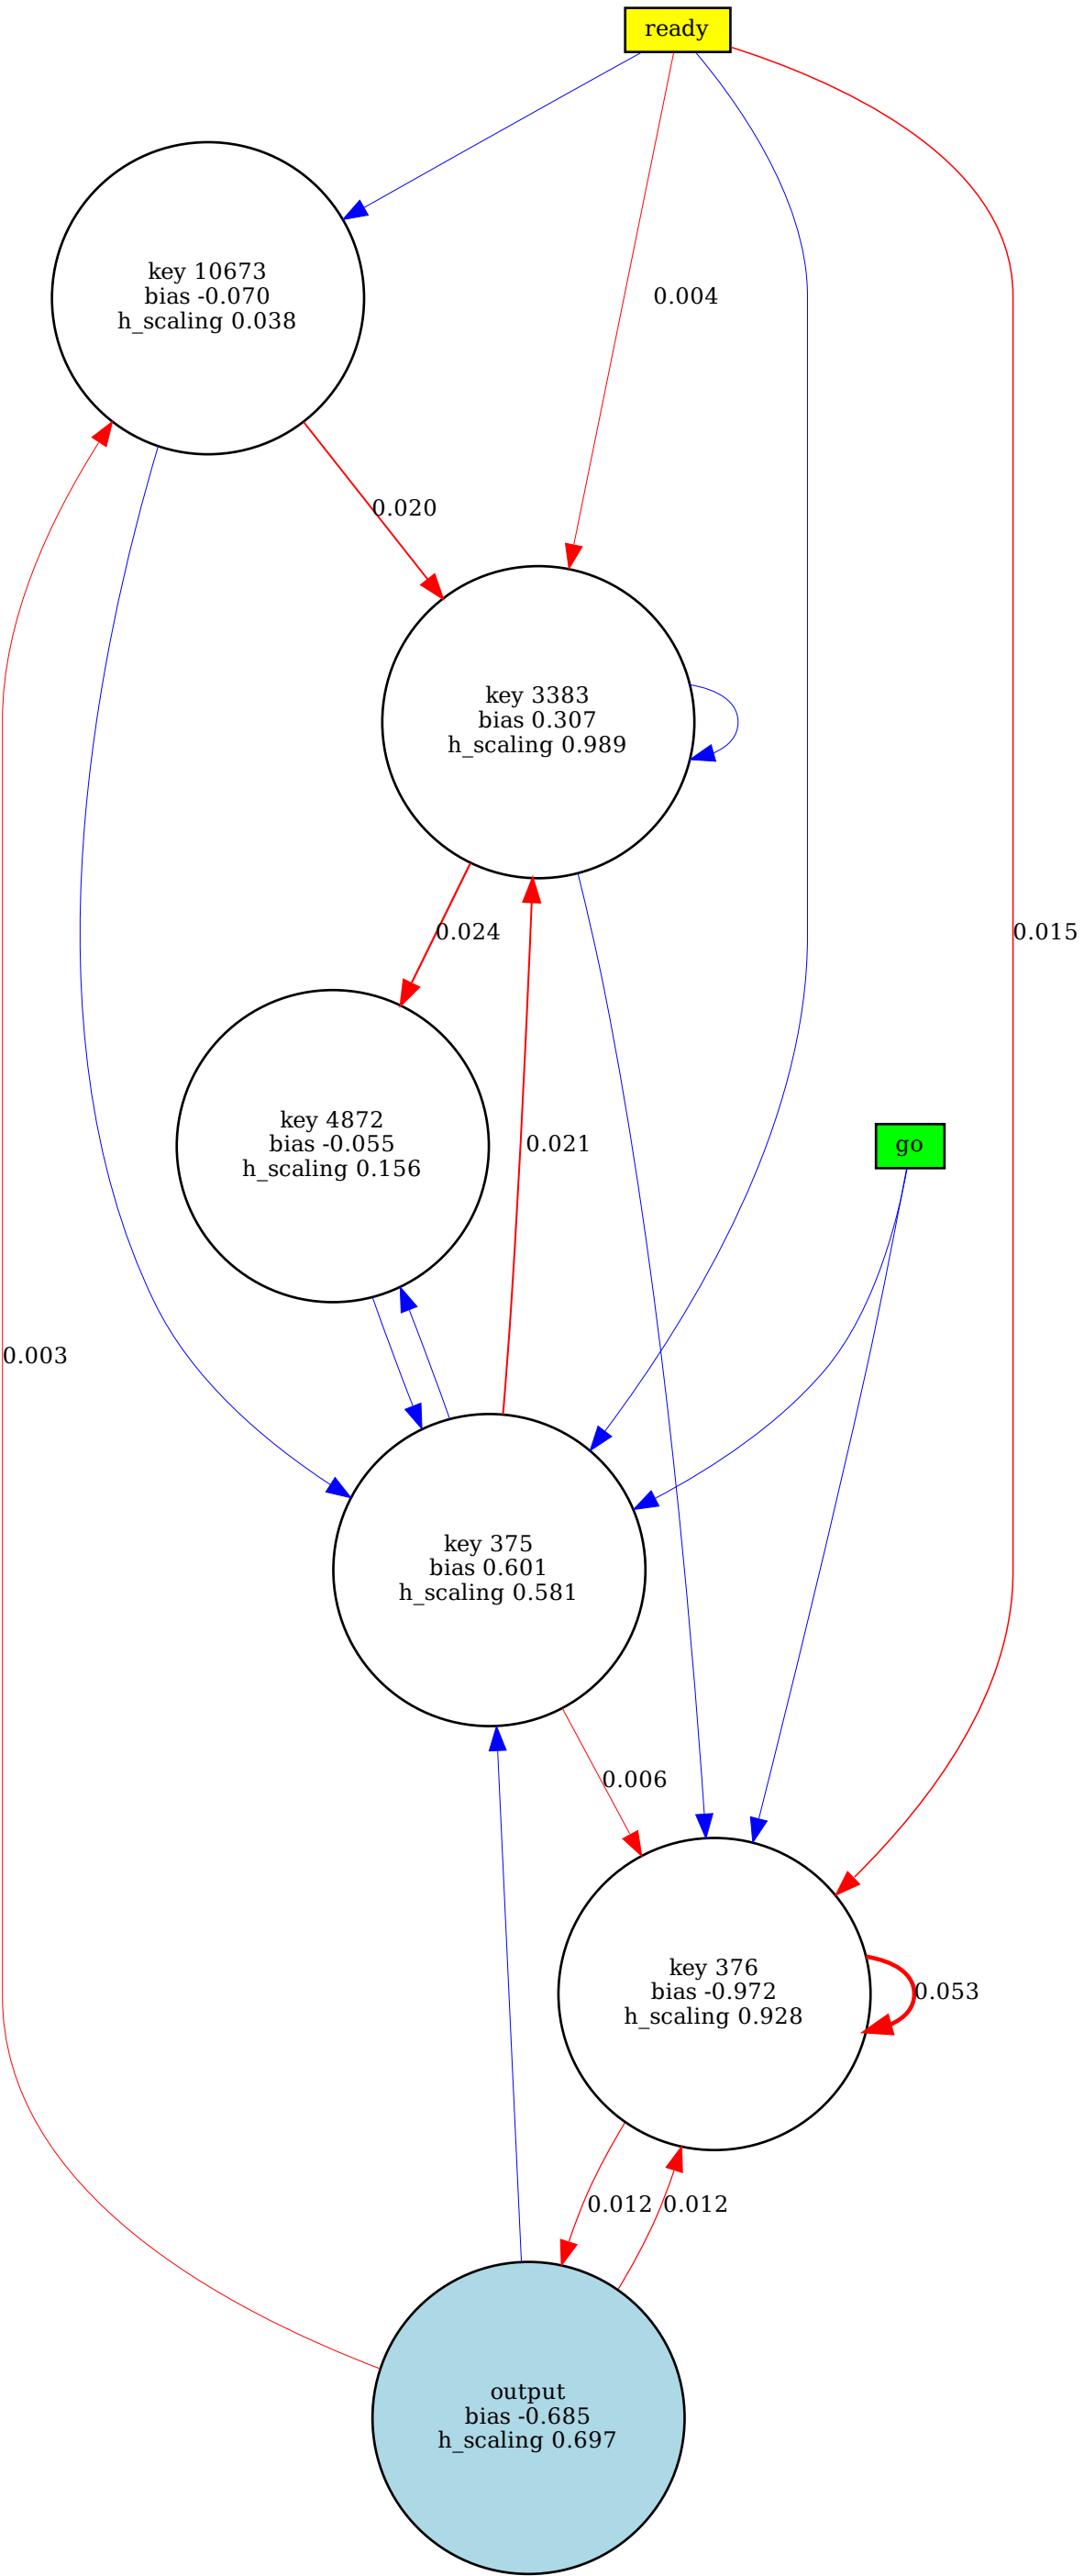 ready
key 10673
bias -0.070
h_scaling 0.038
0.004
0.020
key 3383
bias 0.307
h_scaling 0.989
0.024
0.015
key 4872
bias -0.055
h_scaling 0.156
0.021
go
0.003
key 375
bias 0.601
h_scaling 0.581
0.006
key 376
bias -0.972
h_scaling 0.928
0.053
0.012
0.012
output
bias -0.685
h_scaling 0.697